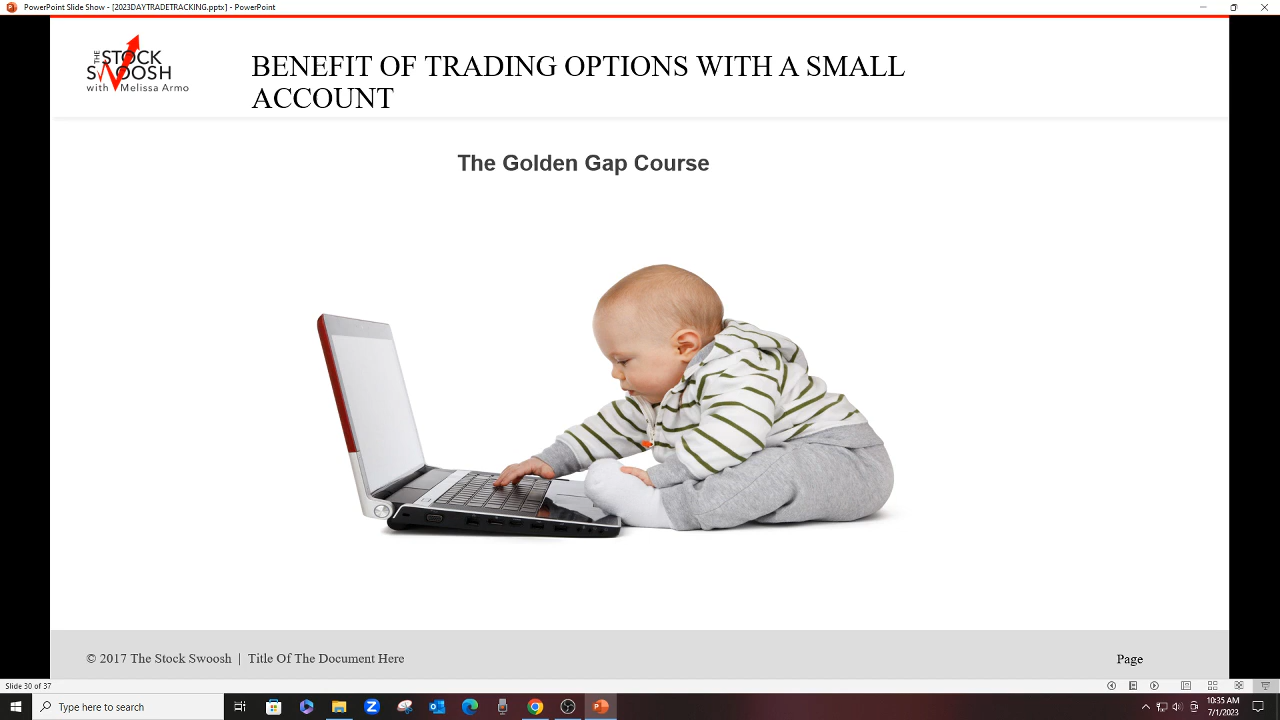 PowerPoint Slide Show - [2023DAYTRADETRACKING.pptx] - PowerPoint
THE
STOCK
SWOOSH
with Melissa Armo
BENEFIT OF TRADING OPTIONS WITH A SMALL
ACCOUNT
The Golden Gap Course
© 2017 The Stock Swoosh | Title Of The Document Here
Page
Slide 30 of 37
Type here to search
10:35 AM
7/1/2023